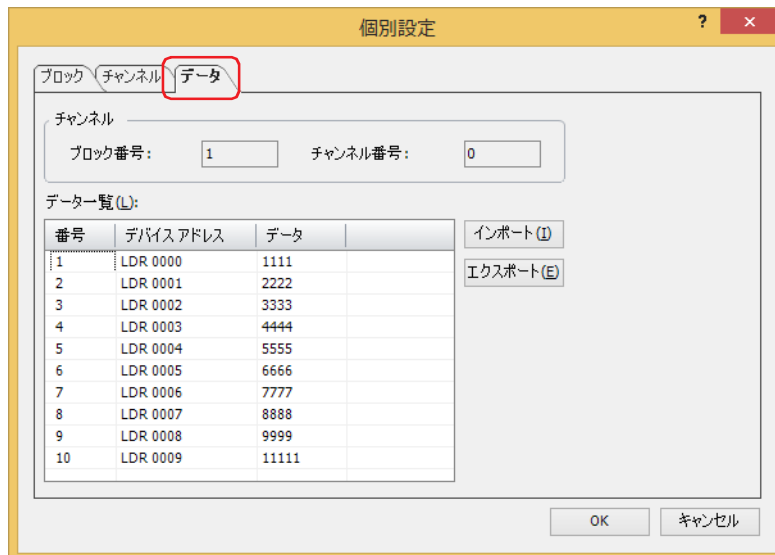 個別設定
? ×
ブロック チャンネル データ
チャンネル
ブロック番号: 1 チャンネル番号: 0
データ一覧(L):
番号 デバイス アドレス データ
1 LDR 0000 1111
2 LDR 0001 2222
3 LDR 0002 3333
4 LDR 0003 4444
5 LDR 0004 5555
6 LDR 0005 6666
7 LDR 0006 7777
8 LDR 0007 8888
9 LDR 0008 9999
10 LDR 0009 11111
インポート(I)
エクスポート(E)
OK キャンセル